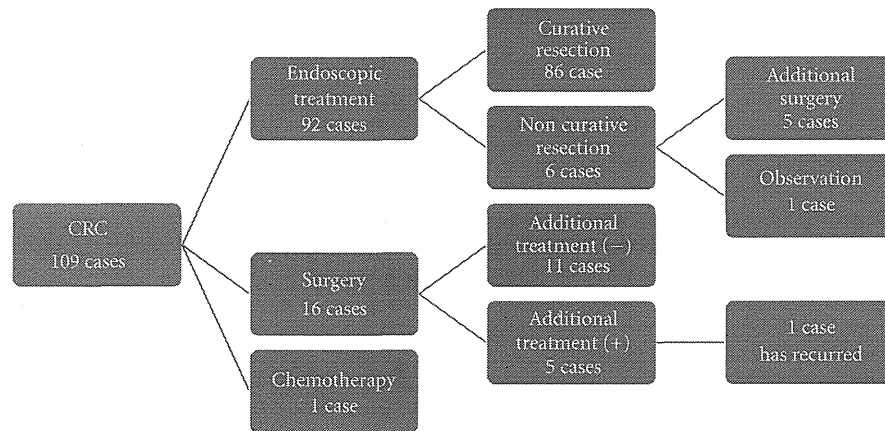 CRC
109 cases
Endoscopic
treatment
92 cases
Surgery
16 cases
Chemotherapy
1 case
Curative
resection
86 case
Non curative
resection
6 cases
Additional
treatment (−)
11 cases
Additional
treatment (+)
5 cases
Additional
surgery
5 cases
Observation
1 case
1 case
has recurred